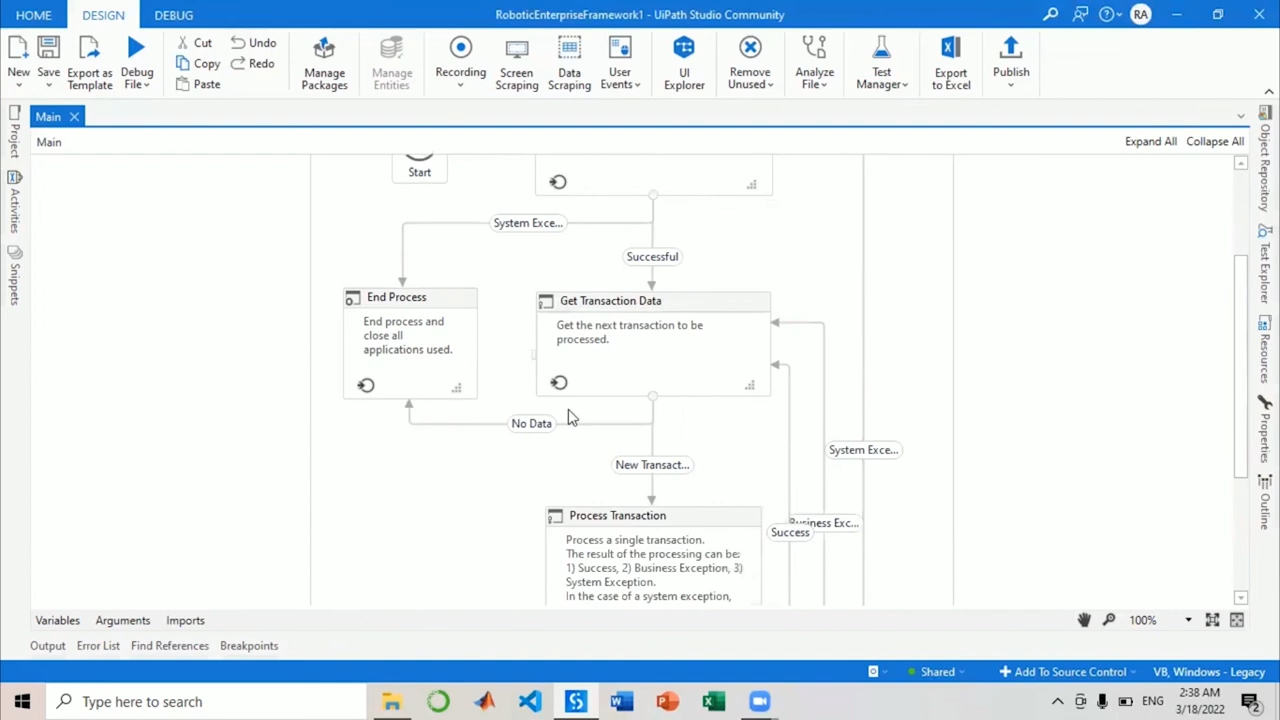 HOME DESIGN DEBUG
RoboticEnterpriseFramework1 - UiPath Studio Community
RA
New
Save
Export as
Template
Debug
File
Cut
Copy
Paste
Undo
Redo
Manage
Packages
Manage
Entities
Recording
Screen
Scraping
Data
Scraping
User
Events
UI
Explorer
Remove
Unused
Analyze
File
Test
Manager
Export
to Excel
Publish
Main
Main
Expand All Collapse All
Project
Activities
Snippets
Object Repository
Test Explorer
Resources
Properties
Outline
Start
System Exce...
Successful
End Process
End process and
close all
applications used.
Get Transaction Data
Get the next transaction to be
processed.
No Data
New Transact...
System Exce...
Business Exc...
Success
Process Transaction
Process a single transaction.
The result of the processing can be:
1) Success, 2) Business Exception, 3)
System Exception.
In the case of a system exception,
Variables Arguments Imports
100%
Output Error List Find References Breakpoints
Shared
Add To Source Control
VB, Windows - Legacy
Type here to search
ENG
2:38 AM
3/18/2022
2